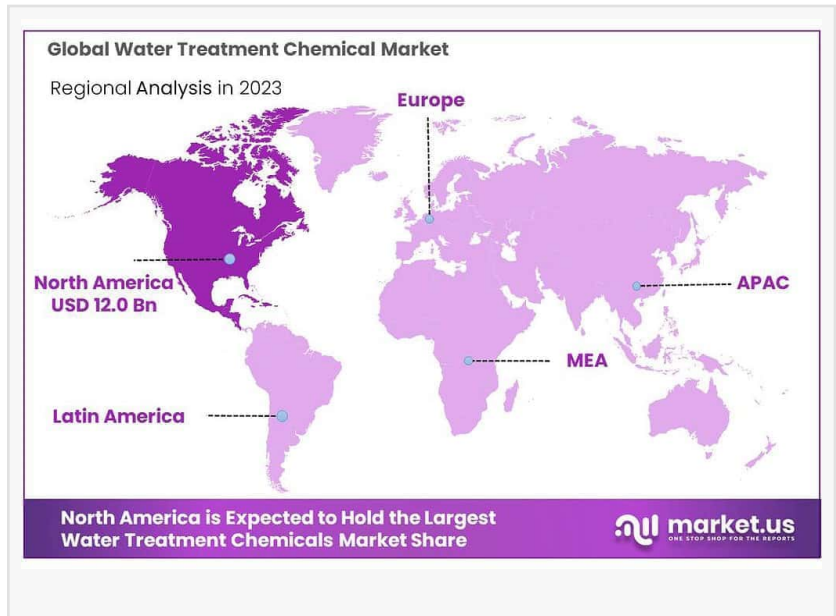 Global Water Treatment Chemical Market
Regional Analysis in 2023
Europe
North America
USD 12.0 Bn
APAC
MEA
Latin America
North America is Expected to Hold the Largest
Water Treatment Chemicals Market Share
market.us
ONE STOP SHOP FOR THE REPORTS